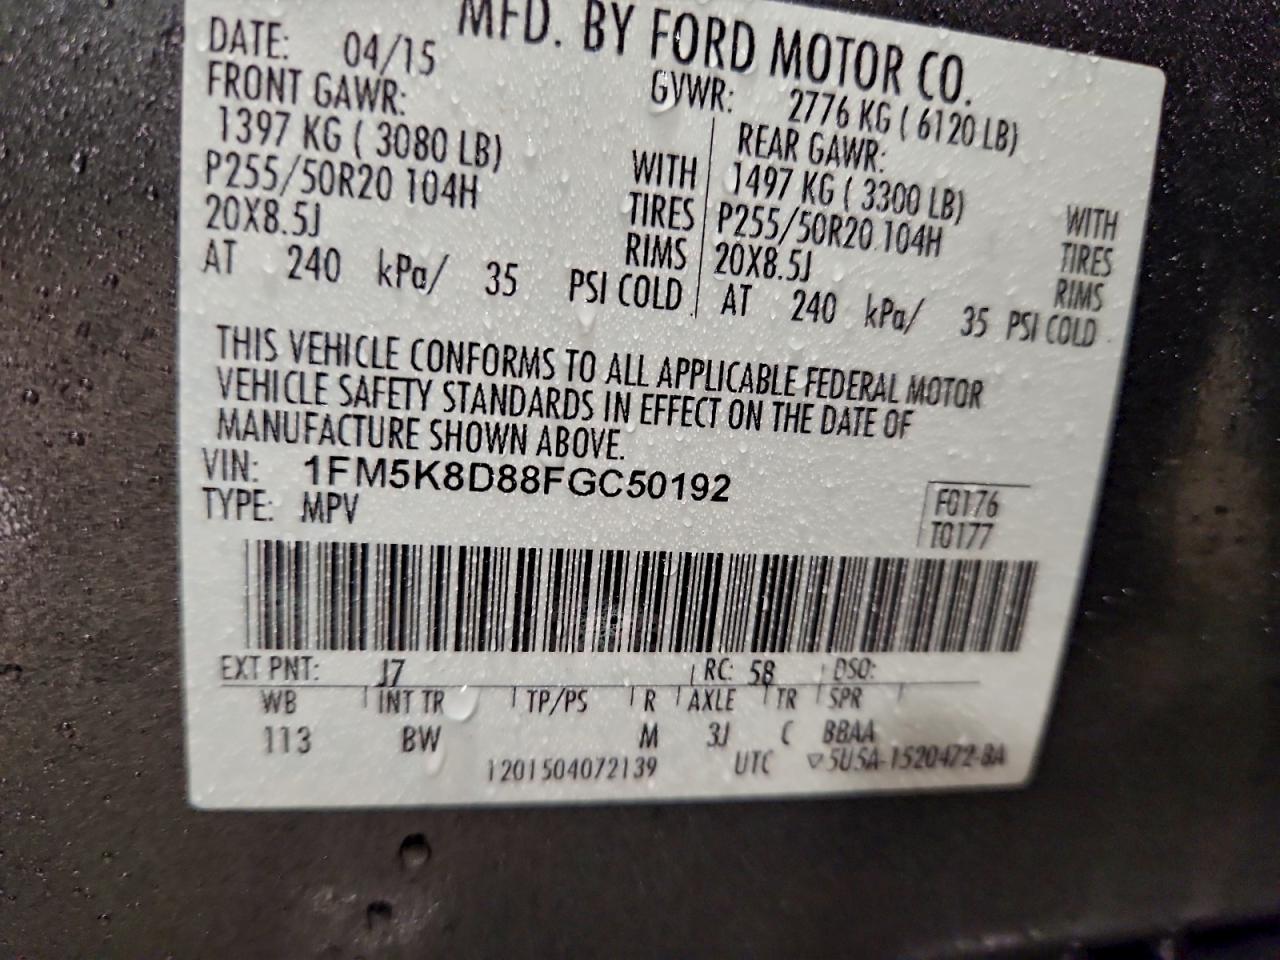 MFD. BY FORD MOTOR CO.
DATE: 04/15 GVWR: 2776 KG ( 6120 LB)
FRONT GAWR: REAR GAWR:
1397 KG ( 3080 LB) WITH 1497 KG ( 3300 LB) WITH
P255/50R20 104H TIRES P255/50R20 104H TIRES
20X8.5J RIMS 20X8.5J RIMS
AT 240 kPa/ 35 PSI COLD AT 240 kPa/ 35 PSI COLD
THIS VEHICLE CONFORMS TO ALL APPLICABLE FEDERAL MOTOR
VEHICLE SAFETY STANDARDS IN EFFECT ON THE DATE OF
MANUFACTURE SHOWN ABOVE.
VIN: 1FM5K8D88FGC50192
TYPE: MPV
F0176
T0177
EXT PNT: J7 RC: 58 DSO:
WB INT TR TP/PS R AXLE TR SPR
113 BW M 3J C BBAA
1201504072139 UTC ▽5USA-1520472-BA